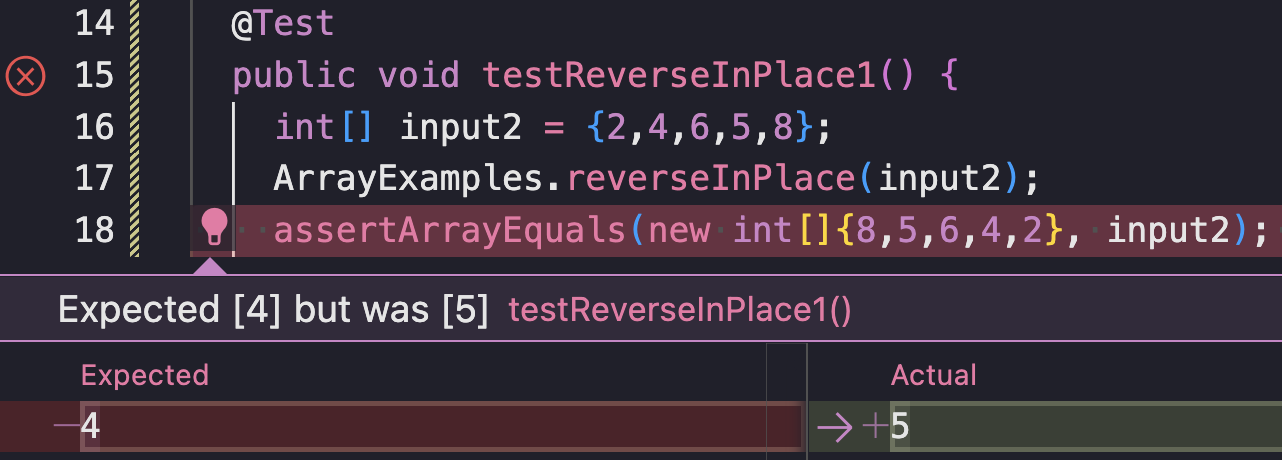 14 @Test
15 public void testReverseInPlace1() {
16 int[] input2 = {2,4,6,5,8};
17 ArrayExamples.reverseInPlace(input2);
18 assertArrayEquals(new int[]{8,5,6,4,2}, input2);
Expected [4] but was [5] testReverseInPlace1()
Expected Actual
−4 → +5